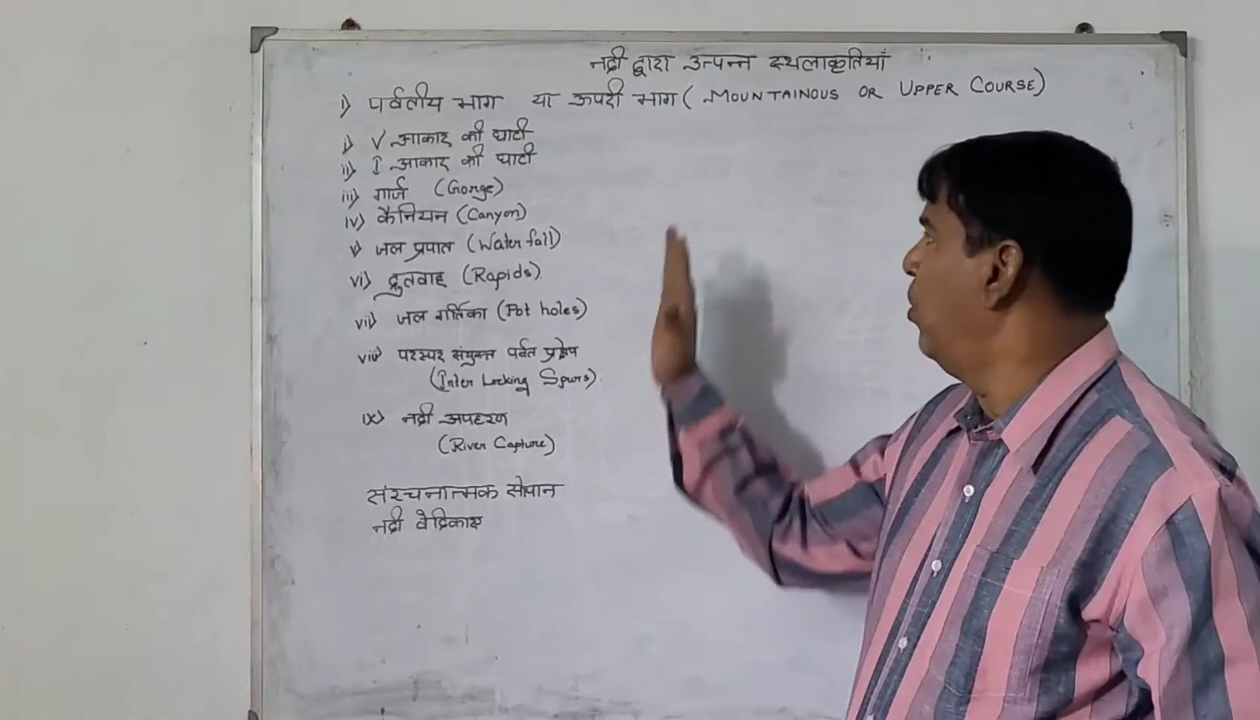 नदी द्वारा उत्पन्न स्थलाकृतियाँ
i) पर्वतीय भाग या ऊपरी भाग (MOUNTAINOUS OR UPPER COURSE)
i) V आकार की घाटी
ii) I आकार की घाटी
iii) गार्ज (Gorge)
iv) कैनियन (Canyon)
v) जल प्रपात (Water fall)
vi) द्रुतवाह (Rapids)
vii) जल गर्तिका (Pot holes)
viii) परस्पर संयुक्त पर्वत प्रक्षेप
(Inter Locking Spurs)
ix) नदी अपहरण
(River Capture)
संरचनात्मक सोपान
नदी वेदिकाएं